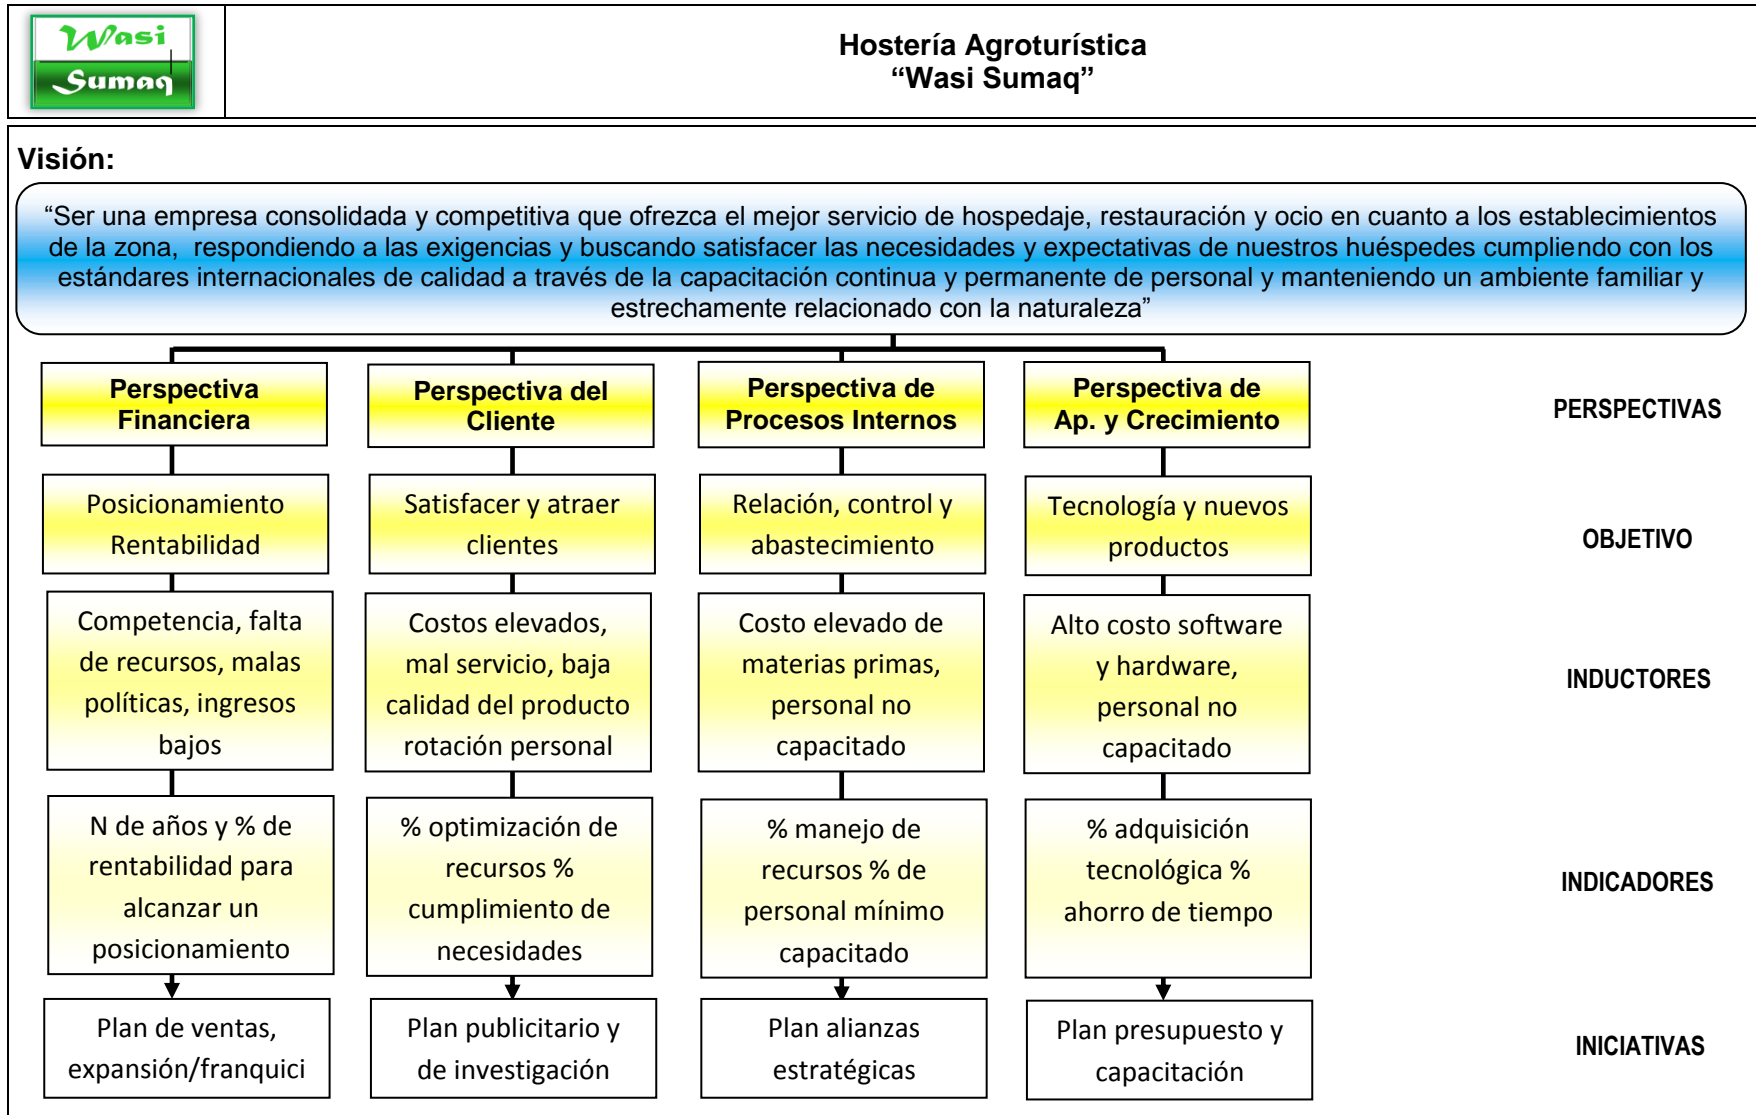 Wasi
Sumaq
Hostería Agroturística
“Wasi Sumaq”
Visión:
“Ser una empresa consolidada y competitiva que ofrezca el mejor servicio de hospedaje, restauración y ocio en cuanto a los establecimientos
de la zona, respondiendo a las exigencias y buscando satisfacer las necesidades y expectativas de nuestros huéspedes cumpliendo con los
estándares internacionales de calidad a través de la capacitación continua y permanente de personal y manteniendo un ambiente familiar y
estrechamente relacionado con la naturaleza”
Perspectiva
Financiera
Perspectiva del
Cliente
Perspectiva de
Procesos Internos
Perspectiva de
Ap. y Crecimiento
PERSPECTIVAS
Posicionamiento
Rentabilidad
Satisfacer y atraer
clientes
Relación, control y
abastecimiento
Tecnología y nuevos
productos
OBJETIVO
Competencia, falta
de recursos, malas
políticas, ingresos
bajos
Costos elevados,
mal servicio, baja
calidad del producto
rotación personal
Costo elevado de
materias primas,
personal no
capacitado
Alto costo software
y hardware,
personal no
capacitado
INDUCTORES
N de años y % de
rentabilidad para
alcanzar un
posicionamiento
% optimización de
recursos %
cumplimiento de
necesidades
% manejo de
recursos % de
personal mínimo
capacitado
% adquisición
tecnológica %
ahorro de tiempo
INDICADORES
Plan de ventas,
expansión/franquici
Plan publicitario y
de investigación
Plan alianzas
estratégicas
Plan presupuesto y
capacitación
INICIATIVAS